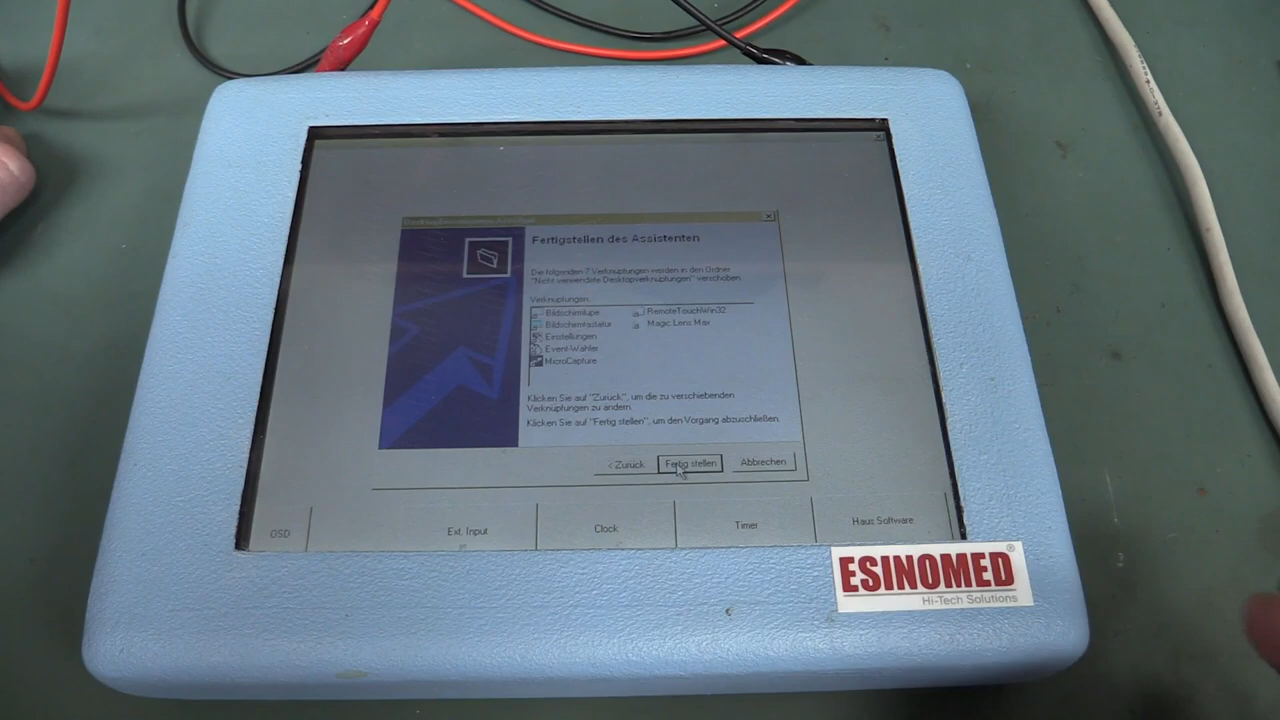 Fertigstellen des Assistenten
Die folgenden 7 Verknüpfungen werden in den Ordner
"Nicht verwendete Desktopverknüpfungen" verschoben.
Verknüpfungen:
Bildschirmlupe
RemoteTouchWin32
Bildschirmtastatur
Magic Lens Max
Einstellungen
Event-Wähler
MicroCapture
Klicken Sie auf "Zurück", um die zu verschiebenden
Verknüpfungen zu ändern.
Klicken Sie auf "Fertig stellen", um den Vorgang abzuschließen.
< Zurück
Fertig stellen
Abbrechen
OSD
Ext. Input
Clock
Timer
Haus Software
ESINOMED®
Hi-Tech Solutions